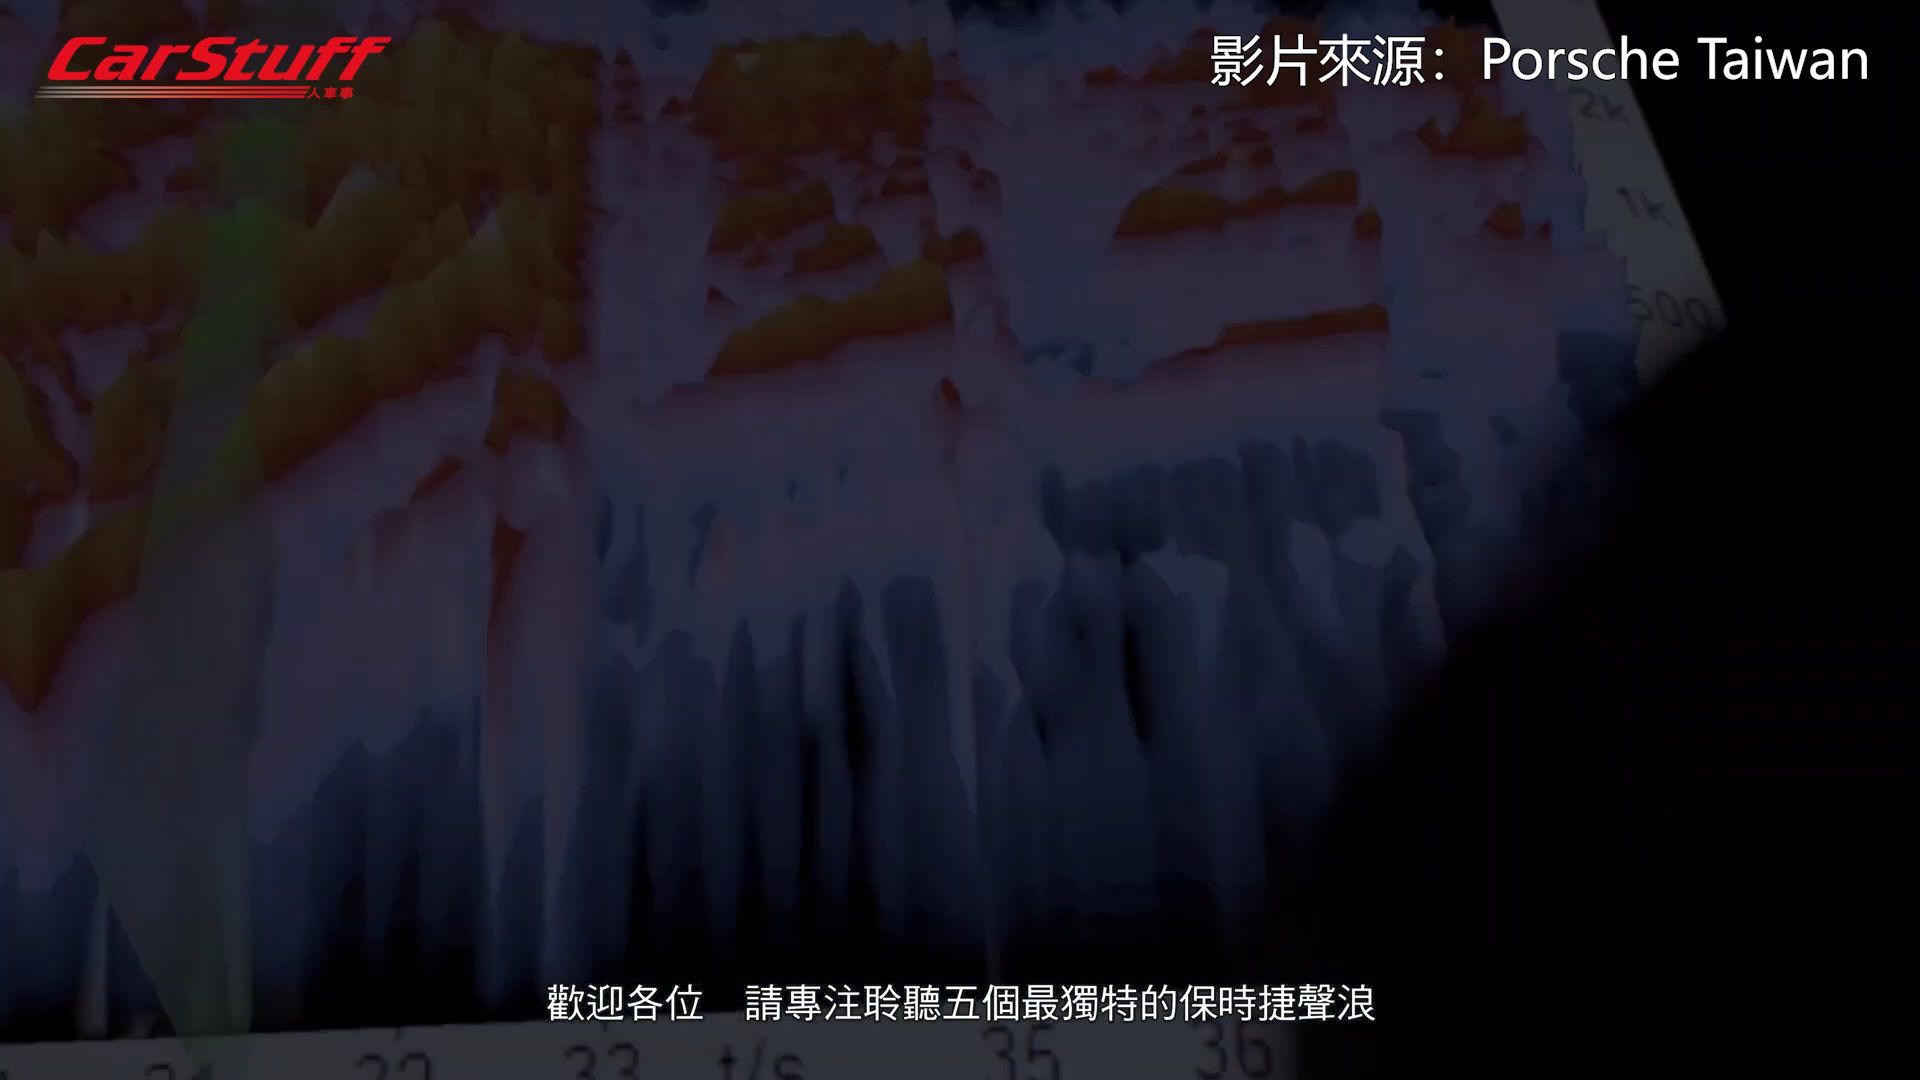 CarStuff
人車事
影片來源：Porsche Taiwan
2k
1k
500
歡迎各位　請專注聆聽五個最獨特的保時捷聲浪
32 33 t/s 35 36